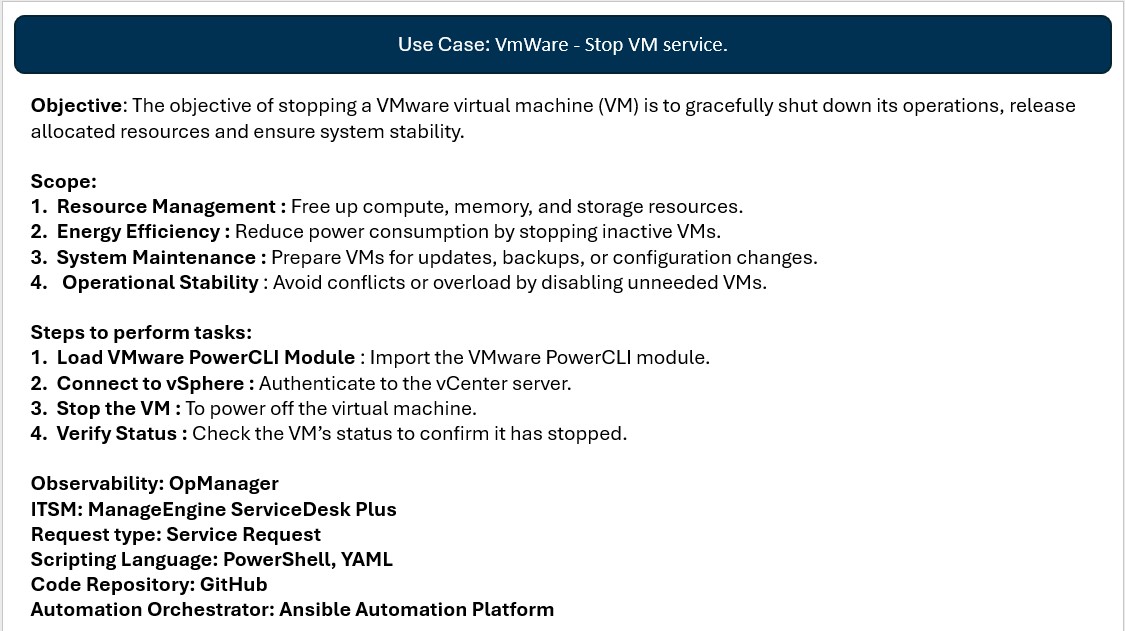 Use Case: VmWare - Stop VM service.
Objective: The objective of stopping a VMware virtual machine (VM) is to gracefully shut down its operations, release
allocated resources and ensure system stability.
Scope:
1. Resource Management : Free up compute, memory, and storage resources.
2. Energy Efficiency : Reduce power consumption by stopping inactive VMs.
3. System Maintenance : Prepare VMs for updates, backups, or configuration changes.
4. Operational Stability : Avoid conflicts or overload by disabling unneeded VMs.
Steps to perform tasks:
1. Load VMware PowerCLI Module : Import the VMware PowerCLI module.
2. Connect to vSphere : Authenticate to the vCenter server.
3. Stop the VM : To power off the virtual machine.
4. Verify Status : Check the VM’s status to confirm it has stopped.
Observability: OpManager
ITSM: ManageEngine ServiceDesk Plus
Request type: Service Request
Scripting Language: PowerShell, YAML
Code Repository: GitHub
Automation Orchestrator: Ansible Automation Platform